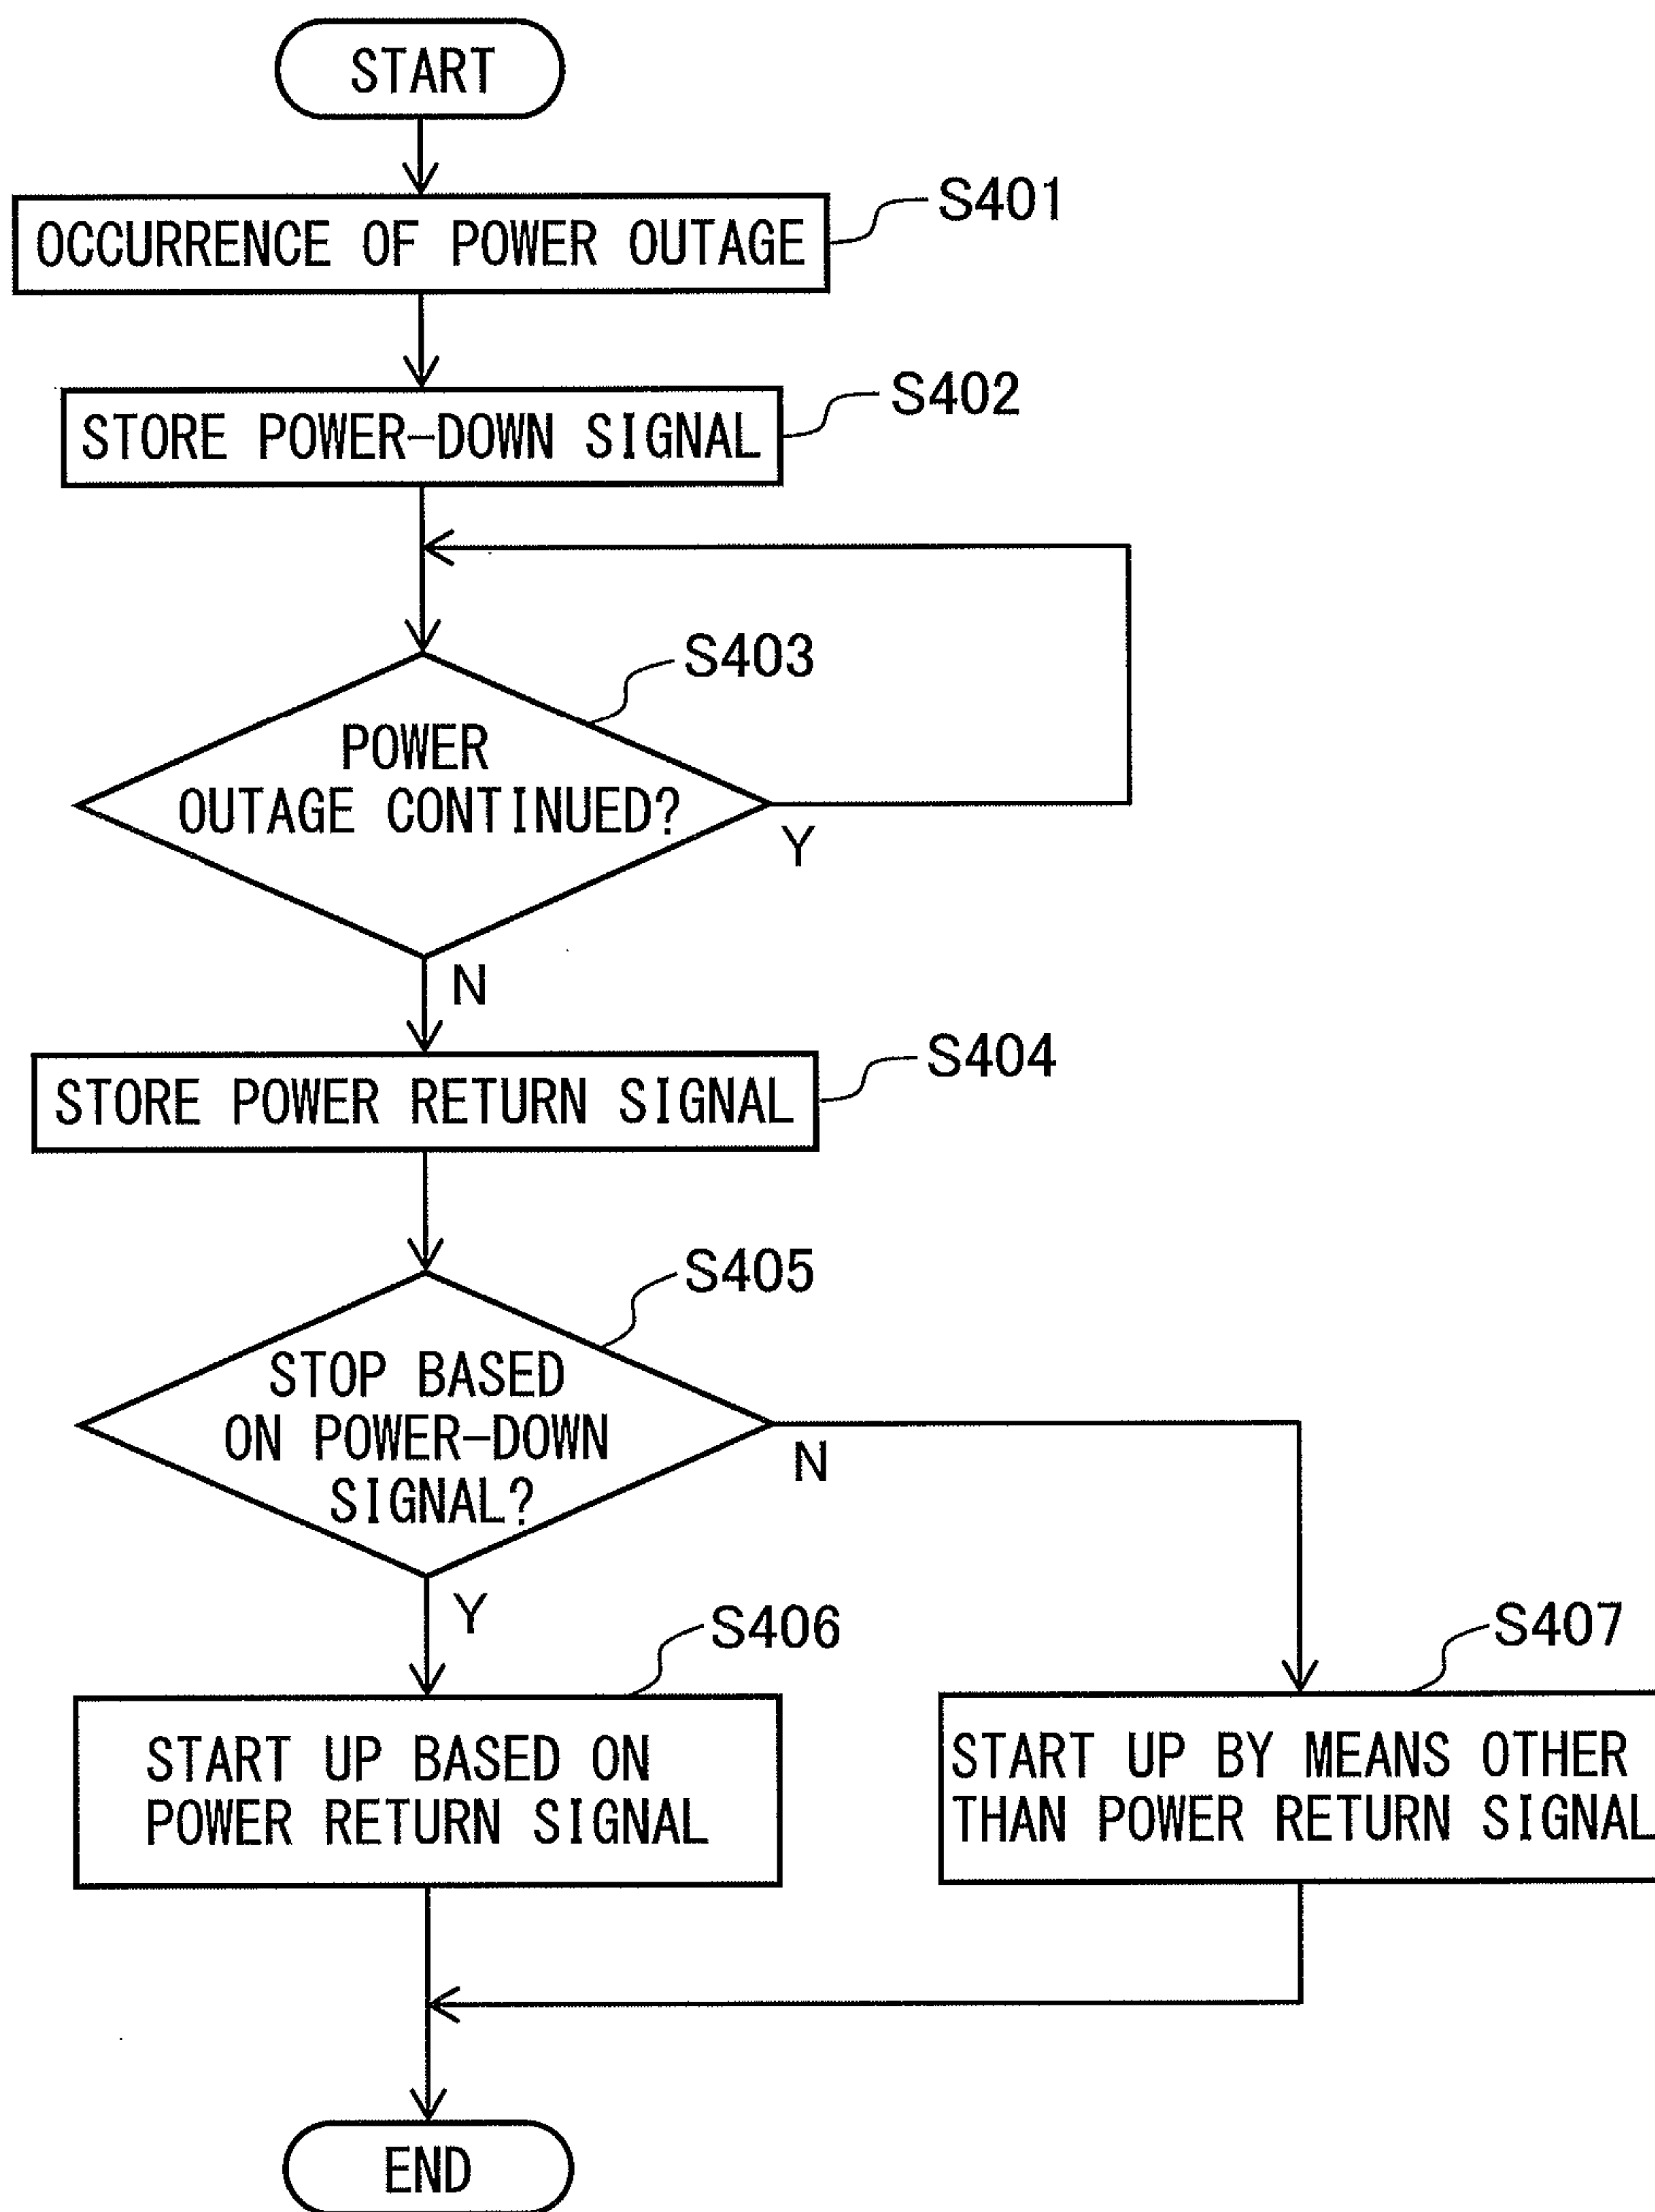 START
OCCURRENCE OF POWER OUTAGE
S401
STORE POWER-DOWN SIGNAL
S402
S403
POWER
OUTAGE CONTINUED?
Y
N
STORE POWER RETURN SIGNAL
S404
S405
STOP BASED
ON POWER-DOWN
SIGNAL?
N
Y
S406
START UP BASED ON
POWER RETURN SIGNAL
S407
START UP BY MEANS OTHER
THAN POWER RETURN SIGNAL
END